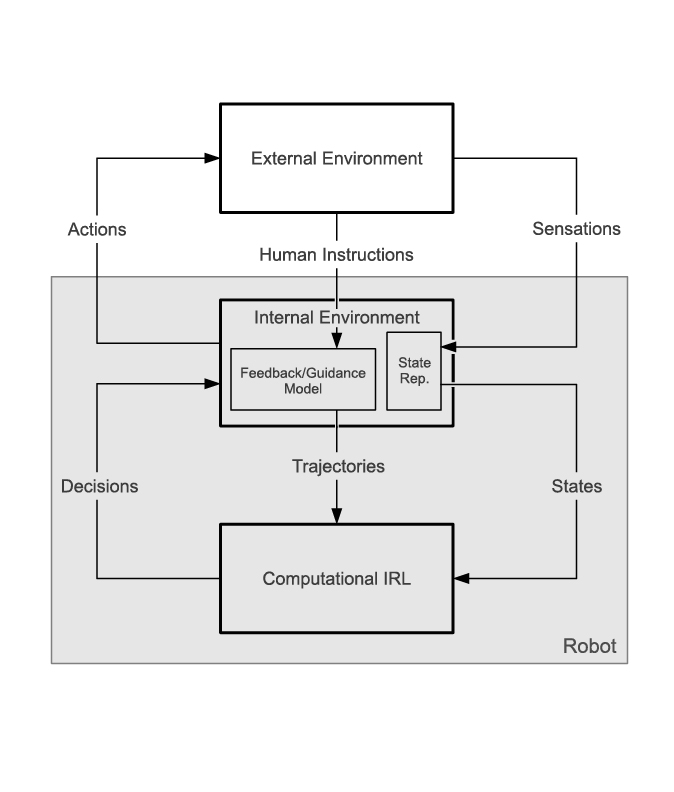 External Environment
Actions
Sensations
Human Instructions
Internal Environment
Feedback/Guidance
Model
State
Rep.
Trajectories
Decisions
States
Computational IRL
Robot